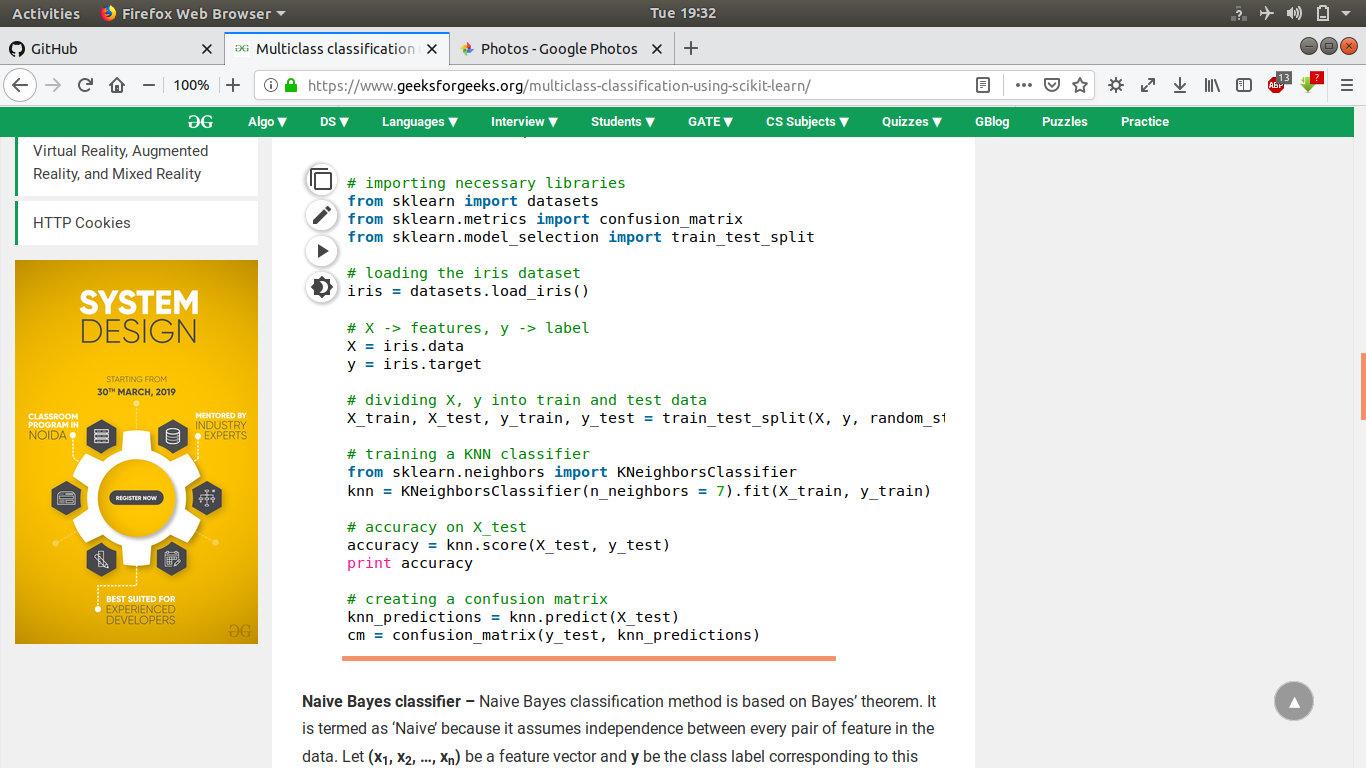 Activities Firefox Web Browser Tue 19:32
GitHub Multiclass classification Photos - Google Photos
100% https://www.geeksforgeeks.org/multiclass-classification-using-scikit-learn/ ABP 13 ?
Algo ▼ DS ▼ Languages ▼ Interview ▼ Students ▼ GATE ▼ CS Subjects ▼ Quizzes ▼ GBlog Puzzles Practice
Virtual Reality, Augmented
Reality, and Mixed Reality
HTTP Cookies
SYSTEM
DESIGN
STARTING FROM
30TH MARCH, 2019
CLASSROOM
PROGRAM IN
NOIDA
MENTORED BY
INDUSTRY
EXPERTS
REGISTER NOW
BEST SUITED FOR
EXPERIENCED
DEVELOPERS
# importing necessary libraries
from sklearn import datasets
from sklearn.metrics import confusion_matrix
from sklearn.model_selection import train_test_split
# loading the iris dataset
iris = datasets.load_iris()
# X -> features, y -> label
X = iris.data
y = iris.target
# dividing X, y into train and test data
X_train, X_test, y_train, y_test = train_test_split(X, y, random_st
# training a KNN classifier
from sklearn.neighbors import KNeighborsClassifier
knn = KNeighborsClassifier(n_neighbors = 7).fit(X_train, y_train)
# accuracy on X_test
accuracy = knn.score(X_test, y_test)
print accuracy
# creating a confusion matrix
knn_predictions = knn.predict(X_test)
cm = confusion_matrix(y_test, knn_predictions)
Naive Bayes classifier – Naive Bayes classification method is based on Bayes’ theorem. It
is termed as ‘Naive’ because it assumes independence between every pair of feature in the
data. Let (x1, x2, …, xn) be a feature vector and y be the class label corresponding to this